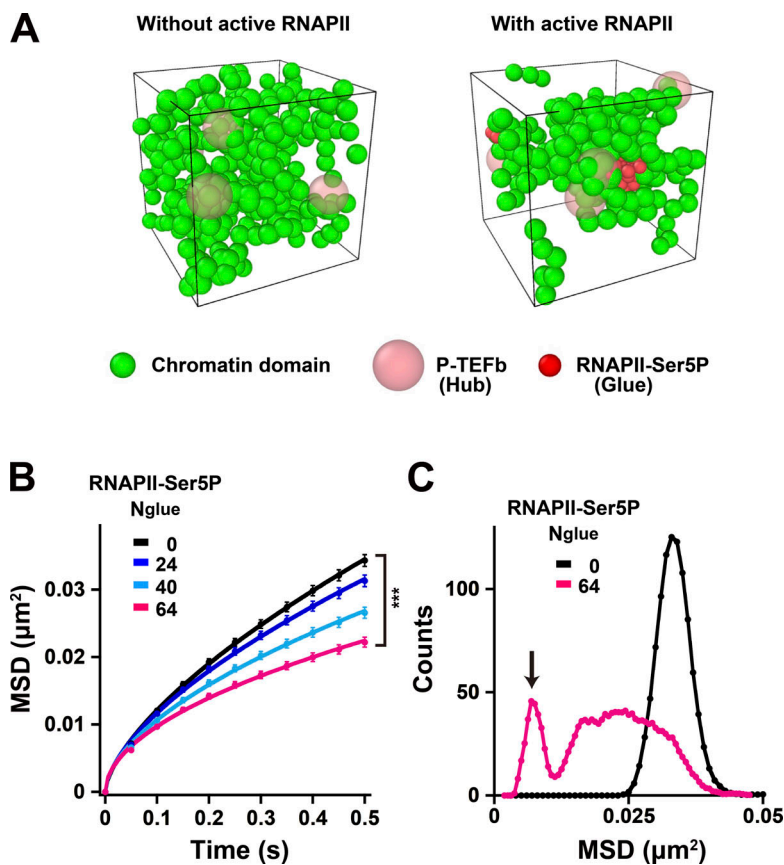 A
Without active RNAPII
With active RNAPII
Chromatin domain
P-TEFb
(Hub)
RNAPII-Ser5P
(Glue)
B
RNAPII-Ser5P
Nglue
0
24
40
64
***
MSD (μm²)
0.03
0.02
0.01
0
0 0.1 0.2 0.3 0.4 0.5
Time (s)
C
RNAPII-Ser5P
Nglue
0
64
Counts
100
50
0
0 0.025 0.05
MSD (μm²)